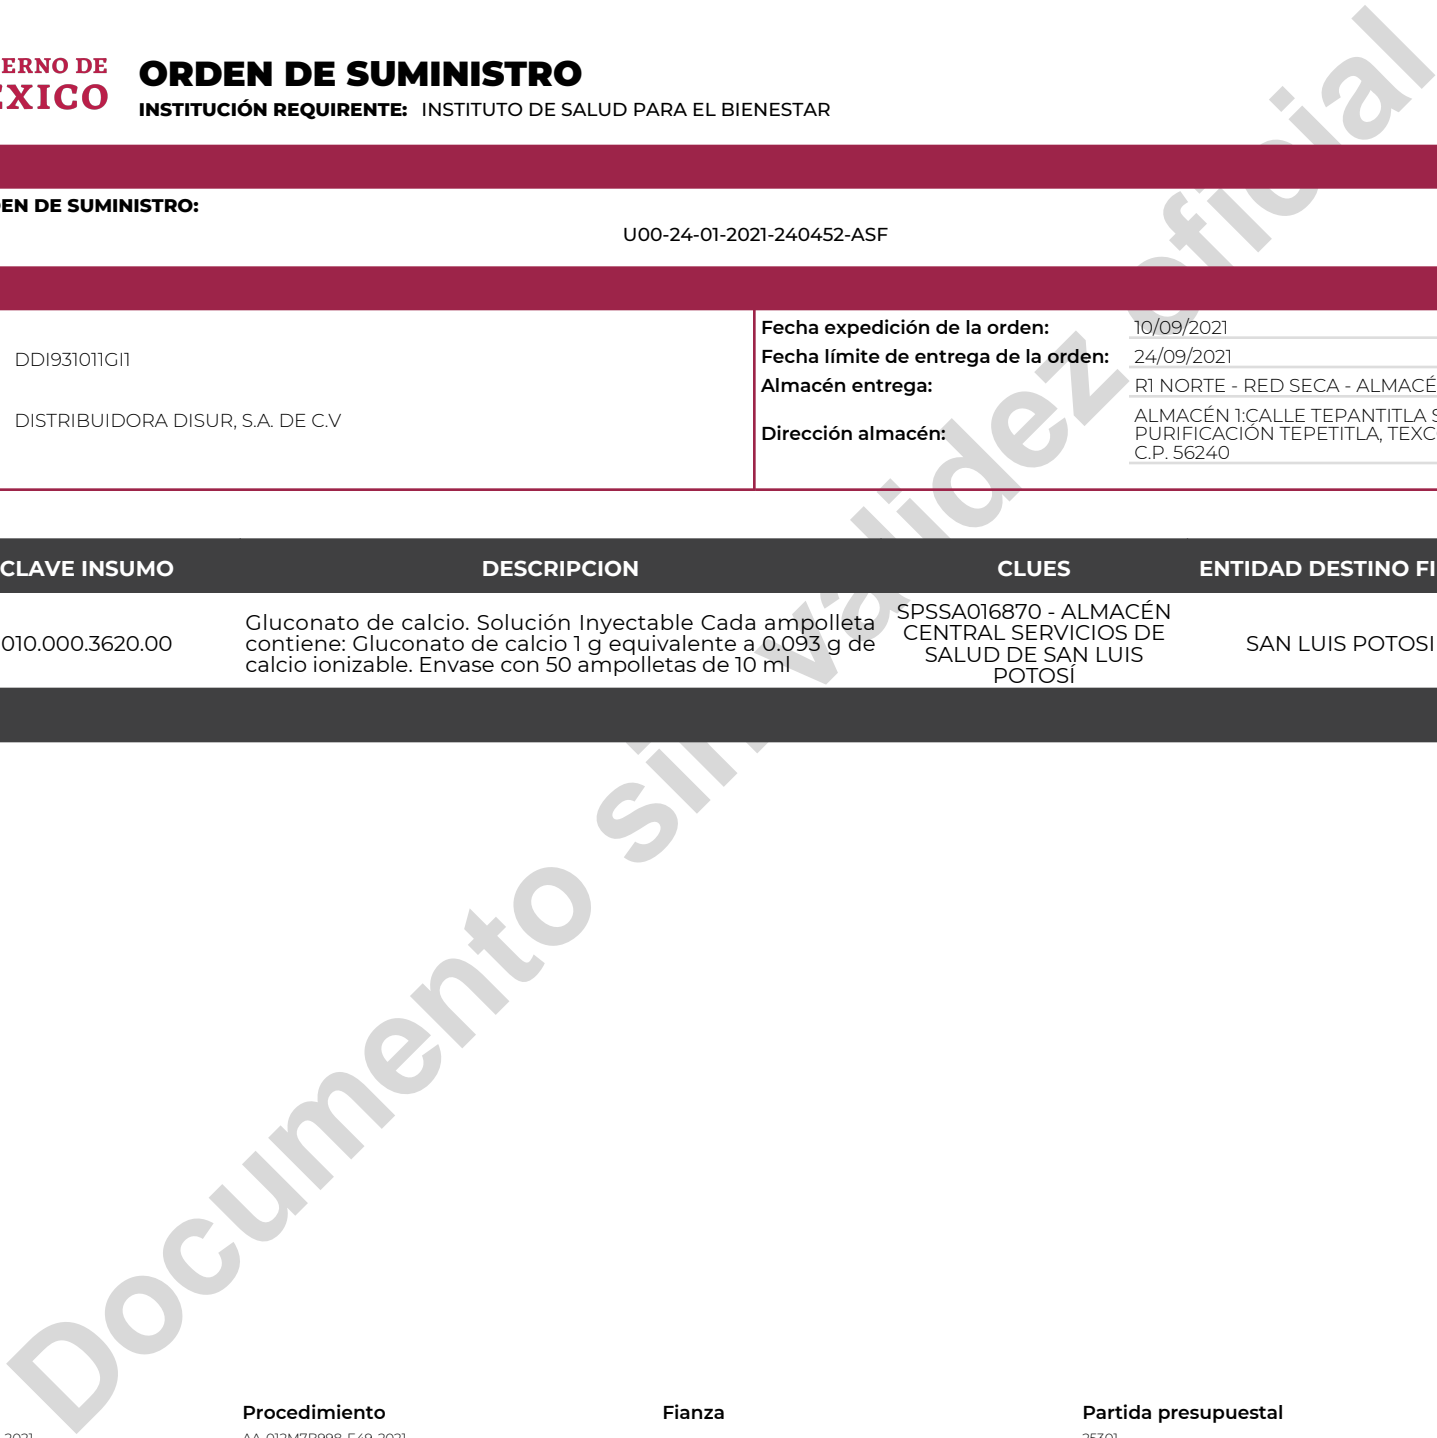 ERNO DE
ÉXICO
ORDEN DE SUMINISTRO
INSTITUCIÓN REQUIRENTE: INSTITUTO DE SALUD PARA EL BIENESTAR
EN DE SUMINISTRO:
U00-24-01-2021-240452-ASF
DDI931011GI1
DISTRIBUIDORA DISUR, S.A. DE C.V
Fecha expedición de la orden: 10/09/2021
Fecha límite de entrega de la orden: 24/09/2021
Almacén entrega: R1 NORTE - RED SECA - ALMACÉ
Dirección almacén: ALMACÉN 1:CALLE TEPANTITLA S
PURIFICACIÓN TEPETITLA, TEXC
C.P. 56240
CLAVE INSUMO DESCRIPCION CLUES ENTIDAD DESTINO FI
010.000.3620.00
Gluconato de calcio. Solución Inyectable Cada ampolleta
contiene: Gluconato de calcio 1 g equivalente a 0.093 g de
calcio ionizable. Envase con 50 ampolletas de 10 ml
SPSSA016870 - ALMACÉN
CENTRAL SERVICIOS DE
SALUD DE SAN LUIS
POTOSÍ
SAN LUIS POTOSI
Documento sin validez oficial
Procedimiento Fianza Partida presupuestal